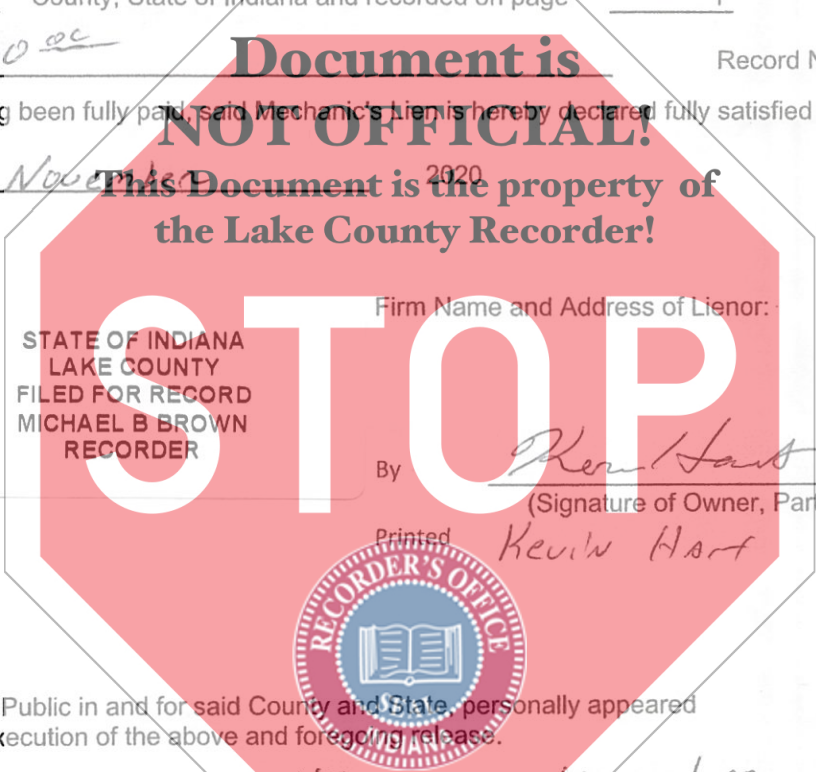 County, State of Indiana and recorded on page
Document is
Record N
g been fully paid, said Mechanic's Lien is hereby declared fully satisfied
NOT OFFICIAL!
November 2020
This Document is the property of
the Lake County Recorder!
Firm Name and Address of Lienor:
STATE OF INDIANA
LAKE COUNTY
FILED FOR RECORD
MICHAEL B BROWN
RECORDER
STOP
By
(Signature of Owner, Part
Printed Kevin Hart
RECORDER'S OFFICE
SEAL
INDIANA
Public in and for said County and State, personally appeared
xecution of the above and foregoing release.